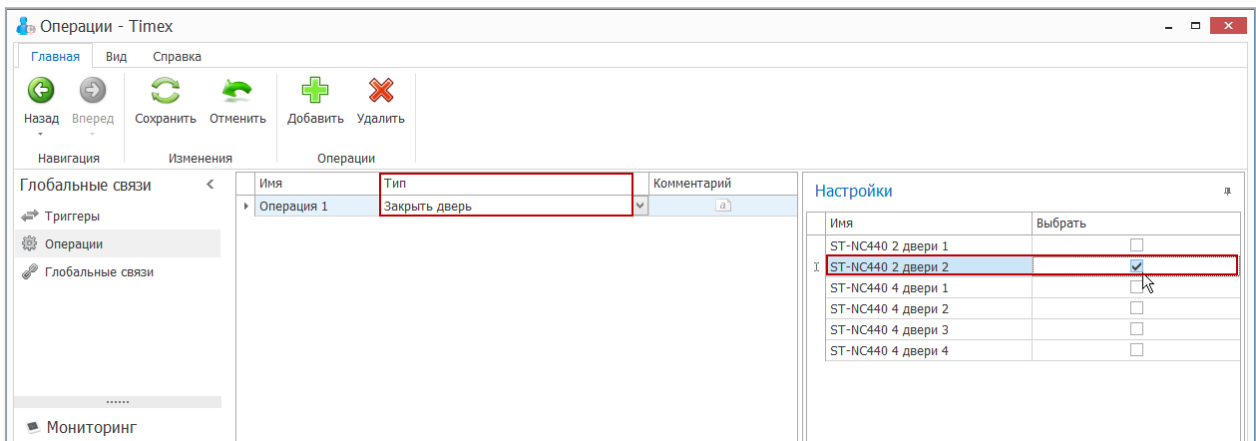 Операции - Timex
Главная Вид Справка
Назад Вперед Сохранить Отменить Добавить Удалить
Навигация Изменения Операции
Глобальные связи
Триггеры
Операции
Глобальные связи
Мониторинг
Имя Тип Комментарий
Операция 1 Закрыть дверь a
Настройки
Имя Выбрать
ST-NC440 2 двери 1
ST-NC440 2 двери 2
ST-NC440 4 двери 1
ST-NC440 4 двери 2
ST-NC440 4 двери 3
ST-NC440 4 двери 4